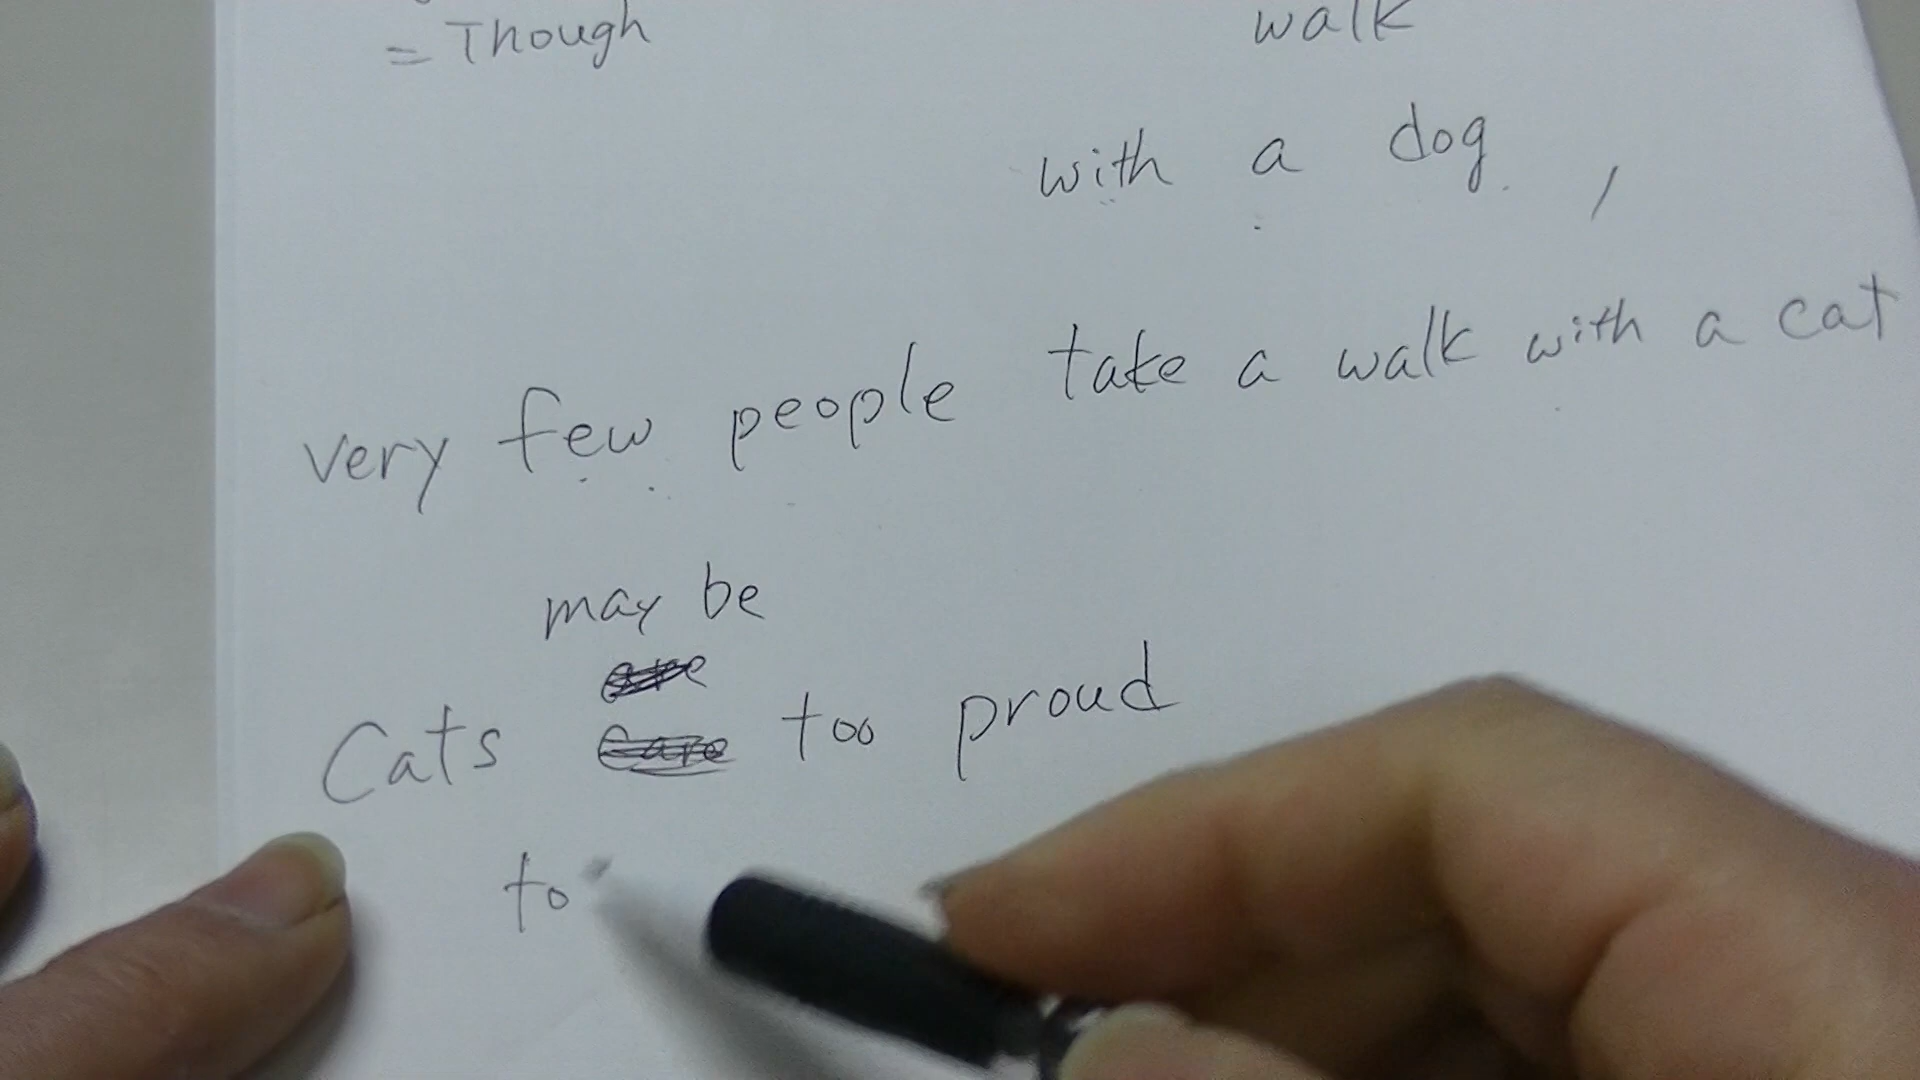 = Though walk
with a dog,
very few people take a walk with a cat
may be
Cats too proud
to